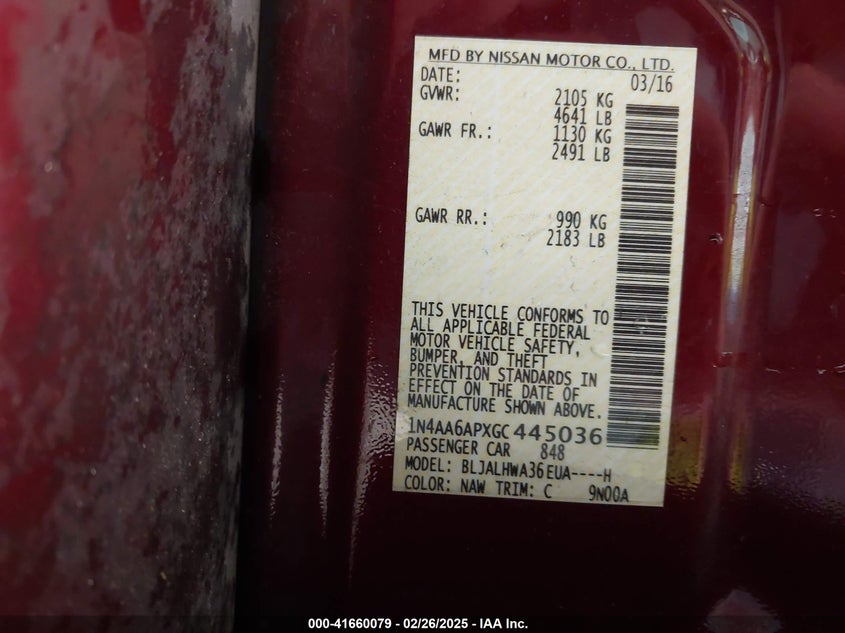 MFD BY NISSAN MOTOR CO., LTD.
DATE: 03/16
GVWR: 2105 KG
4641 LB
GAWR FR.: 1130 KG
2491 LB
GAWR RR.: 990 KG
2183 LB
THIS VEHICLE CONFORMS TO
ALL APPLICABLE FEDERAL
MOTOR VEHICLE SAFETY,
BUMPER, AND THEFT
PREVENTION STANDARDS IN
EFFECT ON THE DATE OF
MANUFACTURE SHOWN ABOVE.
1N4AA6APXGC445036
PASSENGER CAR 848
MODEL: BLJALHWA36EUA----H
COLOR: NAW TRIM: C 9N00A
000-41660079 - 02/26/2025 - IAA Inc.